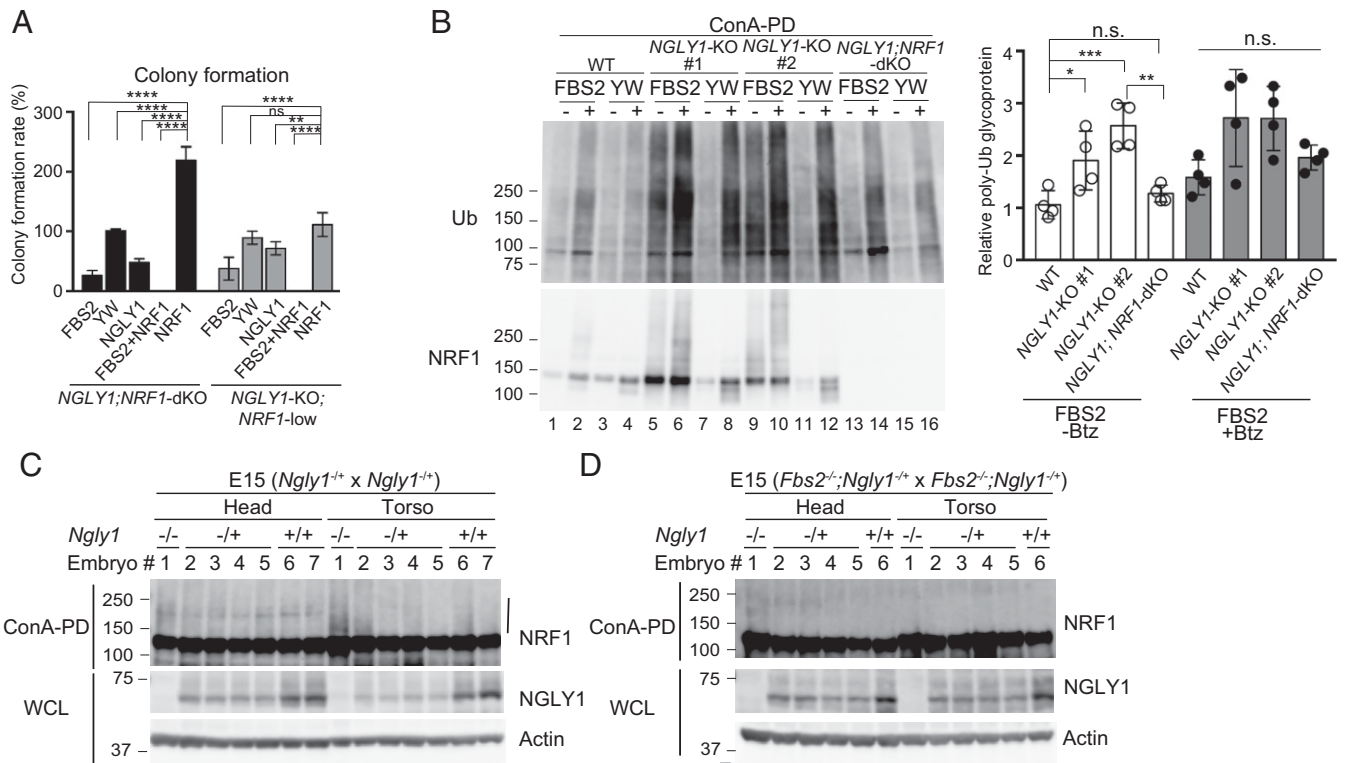 A
Colony formation
Colony formation rate (%)
300
200
100
0
****
****
****
****
****
ns
**
****
FBS2
YW
NGLY1
FBS2+NRF1
NRF1
FBS2
YW
NGLY1
FBS2+NRF1
NRF1
NGLY1;NRF1-dKO
NGLY1-KO;
NRF1-low
B
ConA-PD
WT
NGLY1-KO
#1
NGLY1-KO
#2
NGLY1;NRF1
-dKO
FBS2 YW FBS2 YW FBS2 YW FBS2 YW
- + - + - + - + - + - + - + - +
Ub
250
150
100
75
NRF1
250
150
100
1 2 3 4 5 6 7 8 9 10 11 12 13 14 15 16
Relative poly-Ub glycoprotein
4
3
2
1
0
n.s.
***
*
**
n.s.
WT
NGLY1-KO #1
NGLY1-KO #2
NGLY1; NRF1-dKO
WT
NGLY1-KO #1
NGLY1-KO #2
NGLY1; NRF1-dKO
FBS2
-Btz
FBS2
+Btz
C
E15 (Ngly1-/+ x Ngly1-/+)
Head Torso
Ngly1 -/- -/+ +/+ -/- -/+ +/+
Embryo # 1 2 3 4 5 6 7 1 2 3 4 5 6 7
ConA-PD
250
150
100
NRF1
WCL
75
NGLY1
37
Actin
D
E15 (Fbs2-/-;Ngly1-/+ x Fbs2-/-;Ngly1-/+)
Head Torso
Ngly1 -/- -/+ +/+ -/- -/+ +/+
Embryo # 1 2 3 4 5 6 1 2 3 4 5 6
ConA-PD
250
150
100
NRF1
WCL
75
NGLY1
37
Actin